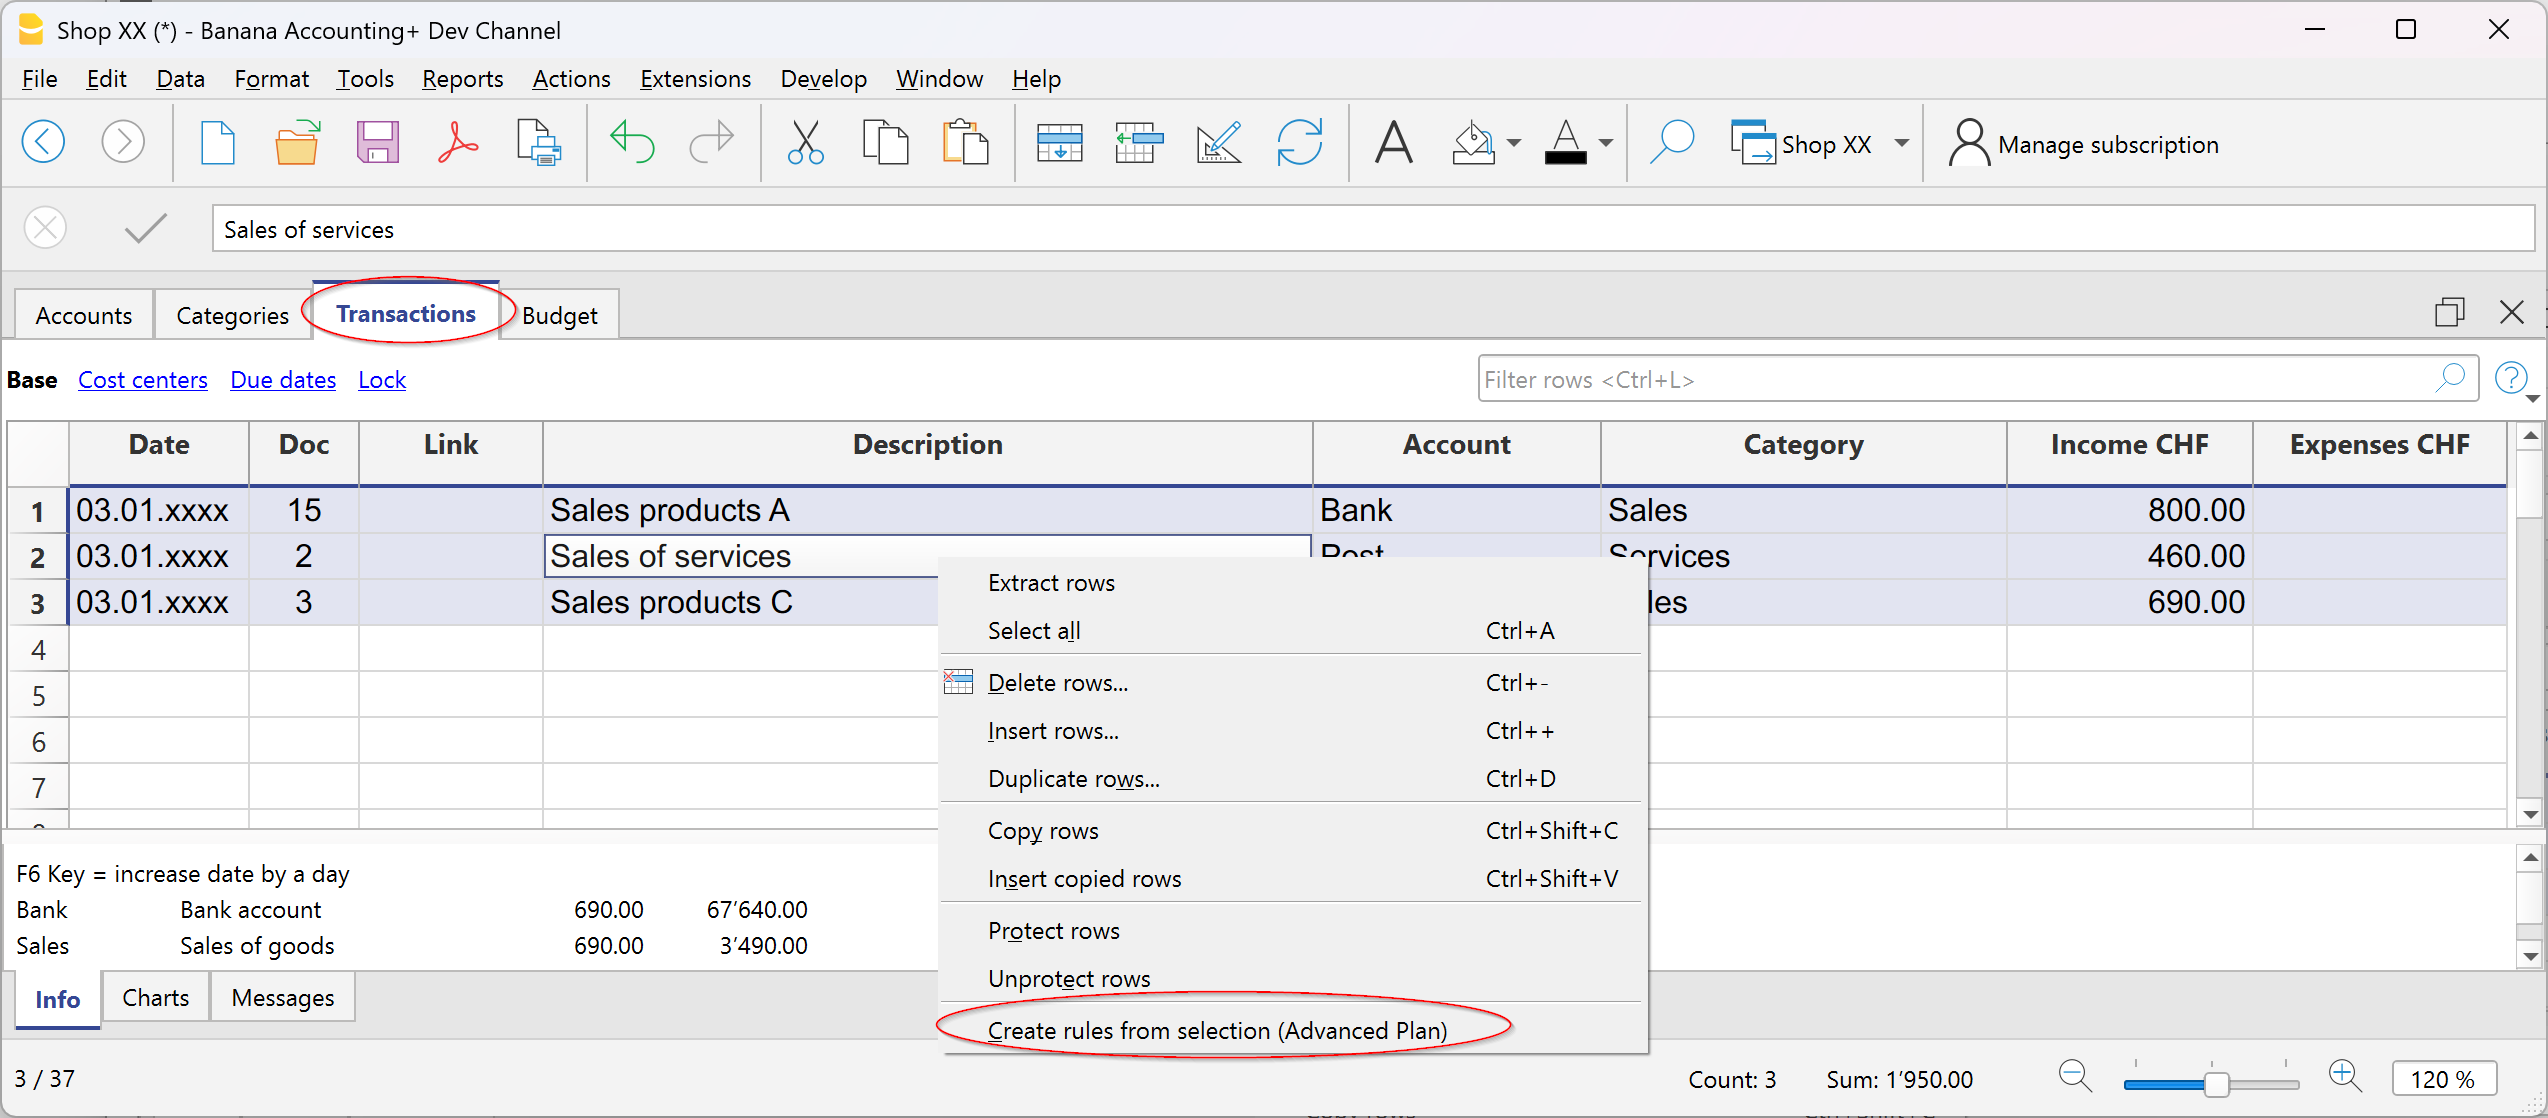 Shop XX (*) - Banana Accounting+ Dev Channel
File Edit Data Format Tools Reports Actions Extensions Develop Window Help
Shop XX Manage subscription
Sales of services
Accounts Categories Transactions Budget
Base Cost centers Due dates Lock Filter rows <Ctrl+L>
Date Doc Link Description Account Category Income CHF Expenses CHF
1 03.01.xxxx 15 Sales products A Bank Sales 800.00
2 03.01.xxxx 2 Sales of services Post Services 460.00
3 03.01.xxxx 3 Sales products C les 690.00
4
5
6
7
Extract rows
Select all Ctrl+A
Delete rows... Ctrl+-
Insert rows... Ctrl++
Duplicate rows... Ctrl+D
Copy rows Ctrl+Shift+C
Insert copied rows Ctrl+Shift+V
Protect rows
Unprotect rows
Create rules from selection (Advanced Plan)
F6 Key = increase date by a day
Bank Bank account 690.00 67’640.00
Sales Sales of goods 690.00 3’490.00
Info Charts Messages
3 / 37 Count: 3 Sum: 1’950.00 120 %